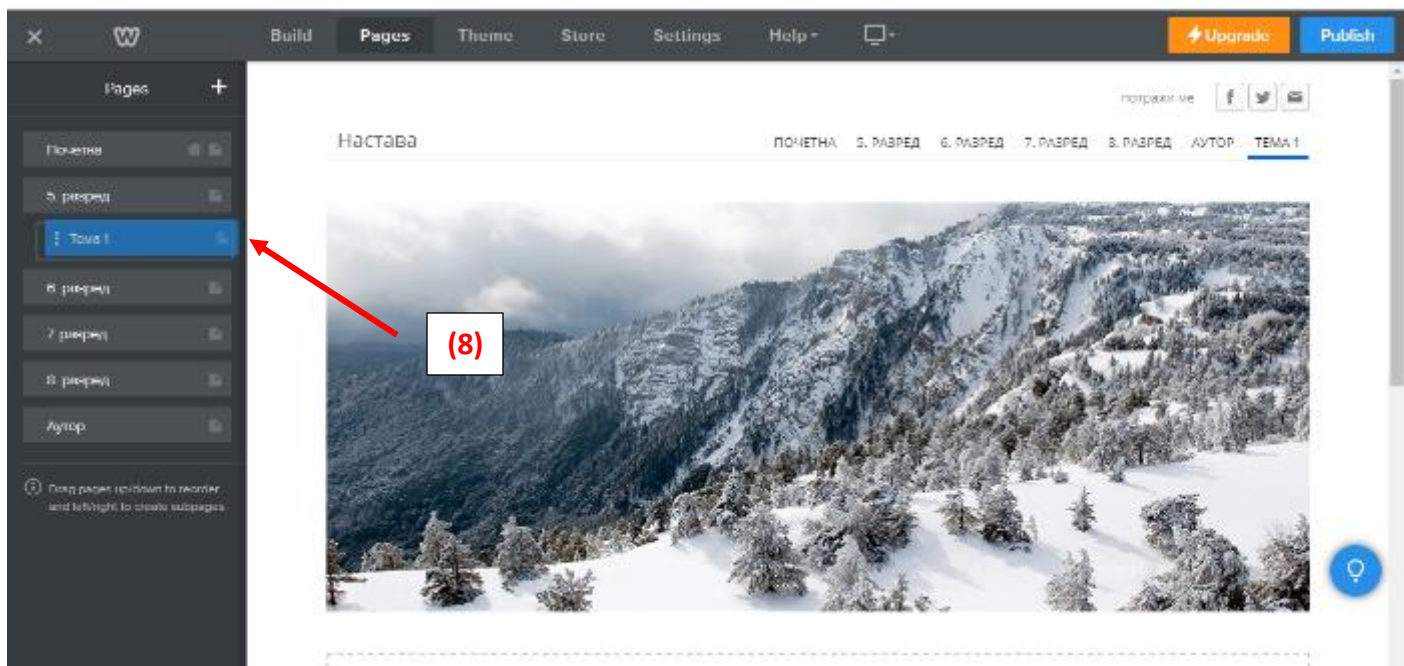 Build Pages Theme Store Settings Help
Upgrade Publish
Pages +
Почетна
5. разред
Тема 1
6. разред
7. разред
8. разред
Аутор
Drag pages up/down to reorder
and left/right to create subpages
потражи ме
Настава
ПОЧЕТНА 5. РАЗРЕД 6. РАЗРЕД 7. РАЗРЕД 8. РАЗРЕД АУТОР ТЕМА 1
(8)